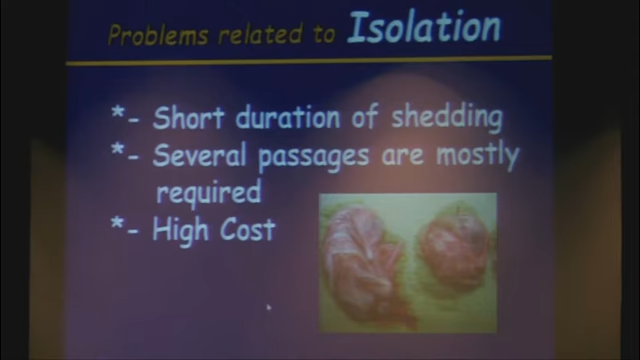 Problems related to Isolation
*- Short duration of shedding
*- Several passages are mostly
required
*- High Cost